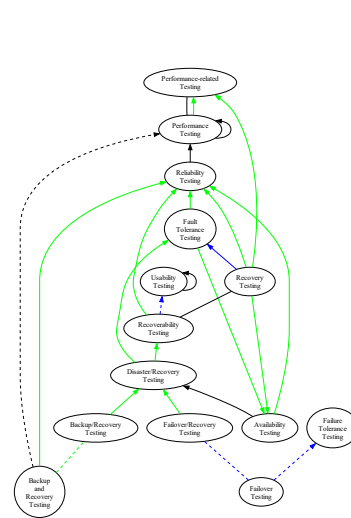 Performance-related
Testing
Performance
Testing
Reliability
Testing
Fault
Tolerance
Testing
Usability
Testing
Recovery
Testing
Recoverability
Testing
Disaster/Recovery
Testing
Backup/Recovery
Testing
Failover/Recovery
Testing
Availability
Testing
Failure
Tolerance
Testing
Backup
and
Recovery
Testing
Failover
Testing